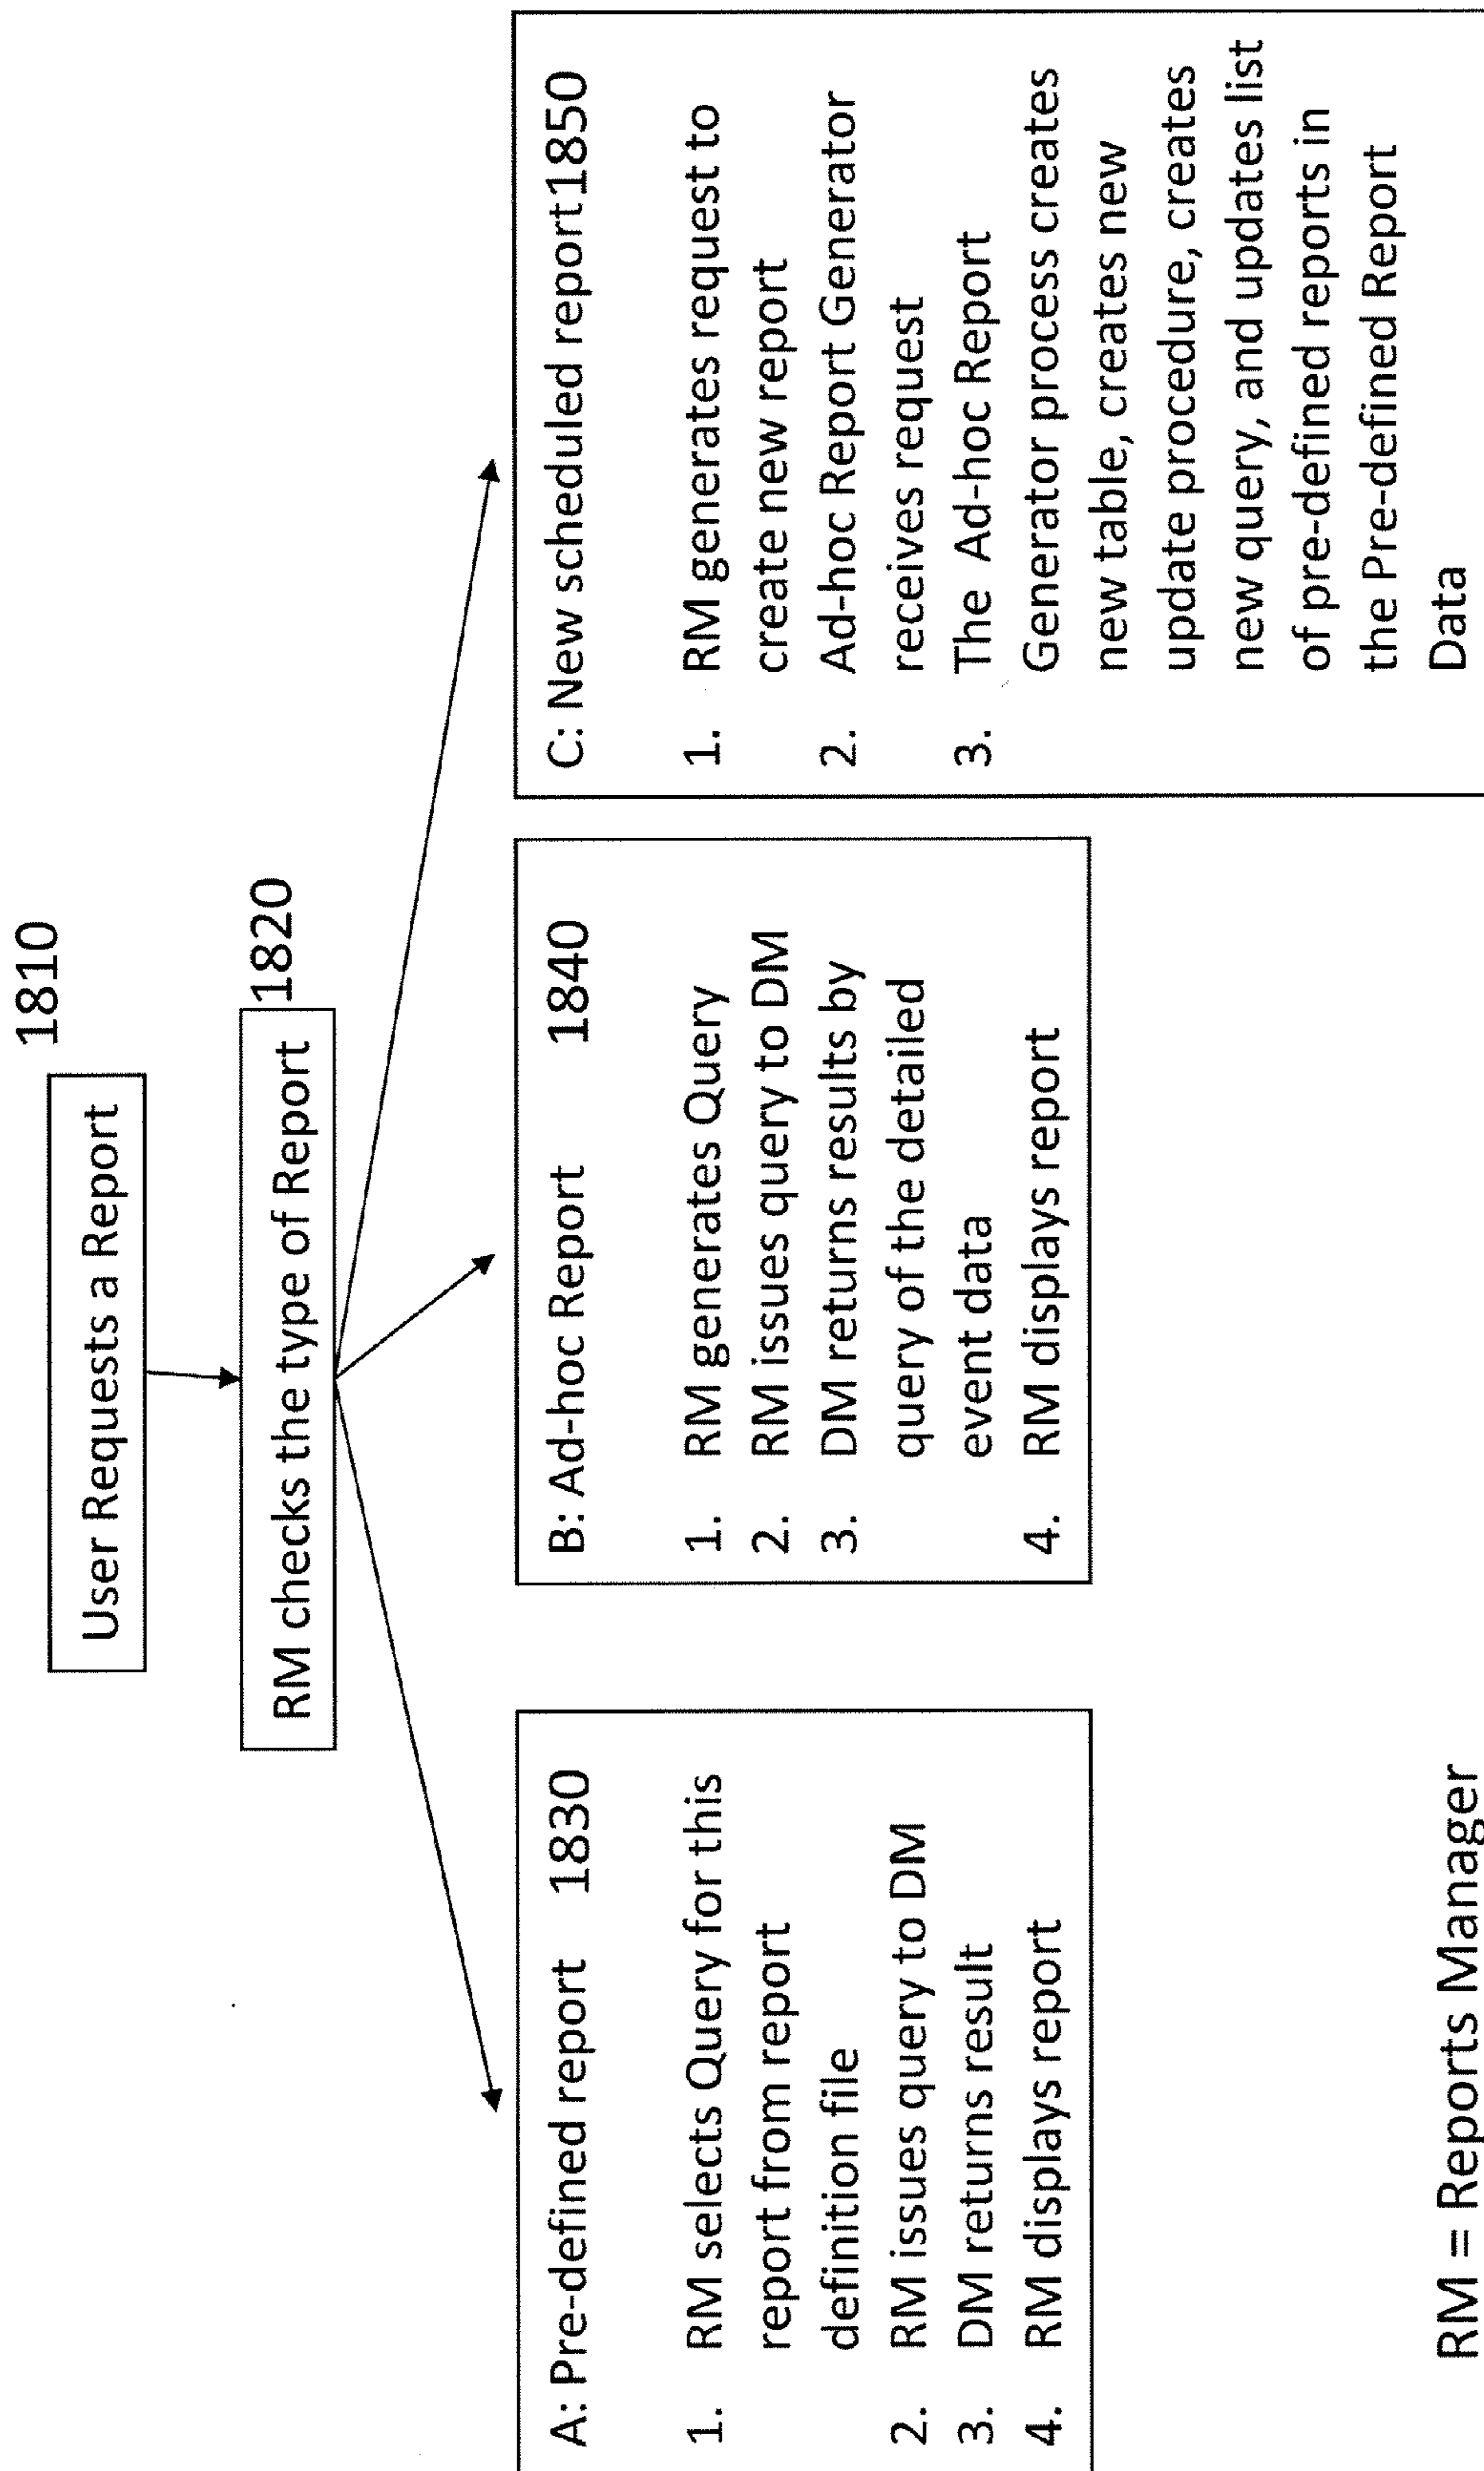 1810
User Requests a Report
1820
RM checks the type of Report
A: Pre-defined report 1830
1. RM selects Query for this
report from report
definition file
2. RM issues query to DM
3. DM returns result
4. RM displays report
B: Ad-hoc Report 1840
1. RM generates Query
2. RM issues query to DM
3. DM returns results by
query of the detailed
event data
4. RM displays report
C: New scheduled report 1850
1. RM generates request to
create new report
2. Ad-hoc Report Generator
receives request
3. The Ad-hoc Report
Generator process creates
new table, creates new
update procedure, creates
new query, and updates list
of pre-defined reports in
the Pre-defined Report
Data
RM = Reports Manager